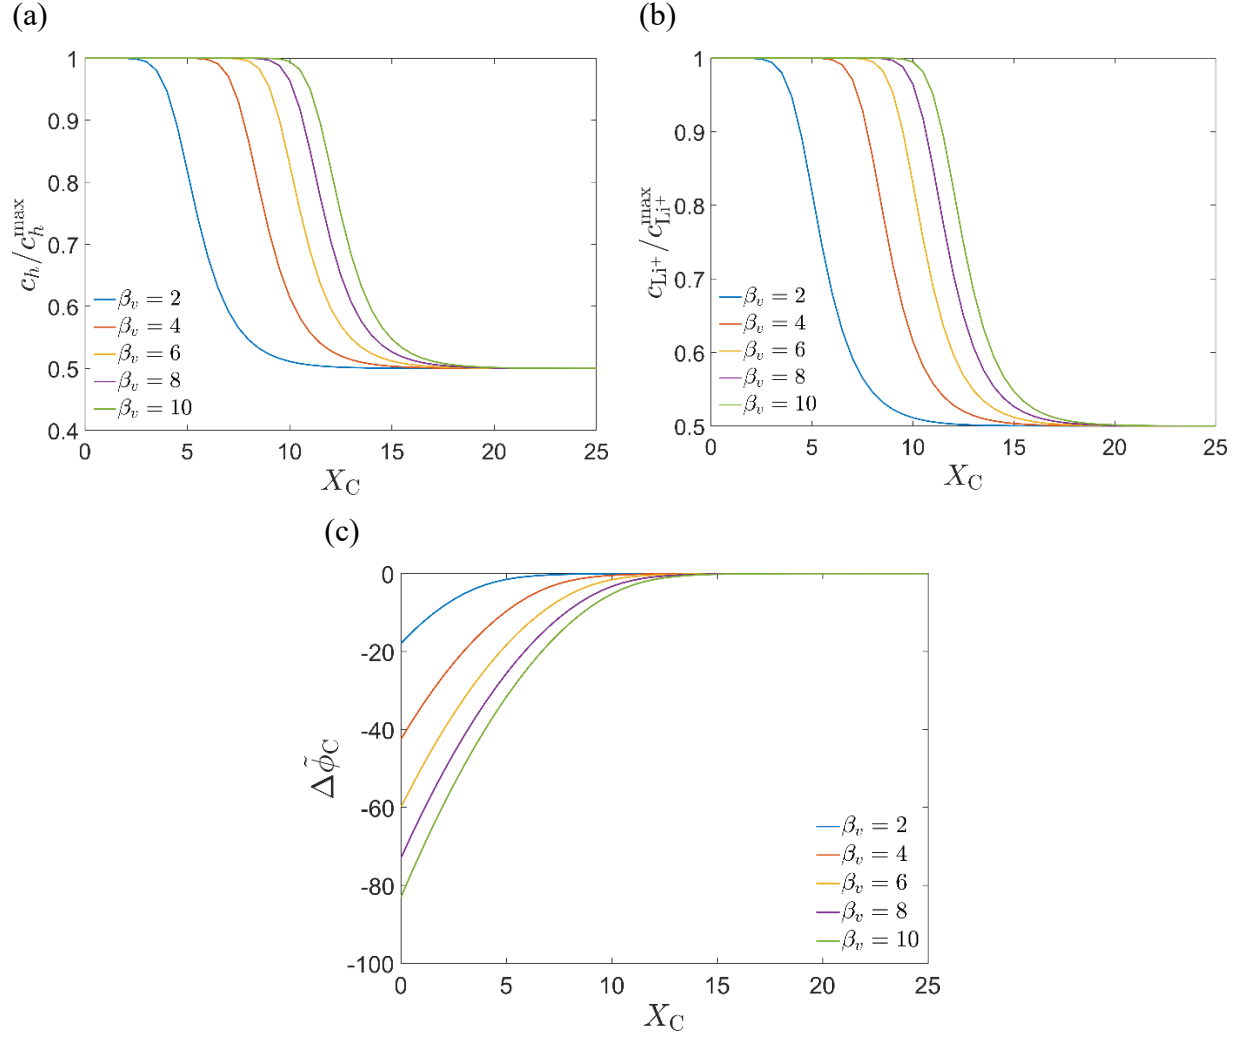 (a)
1
0.9
0.8
0.7
0.6
0.5
0.4
c_h/c_h^max
β_v = 2
β_v = 4
β_v = 6
β_v = 8
β_v = 10
0 5 10 15 20 25
X_C
(b)
1
0.9
0.8
0.7
0.6
0.5
c_Li+/c_Li+^max
β_v = 2
β_v = 4
β_v = 6
β_v = 8
β_v = 10
0 5 10 15 20 25
X_C
(c)
0
-20
-40
-60
-80
-100
Δφ̃_C
β_v = 2
β_v = 4
β_v = 6
β_v = 8
β_v = 10
0 5 10 15 20 25
X_C